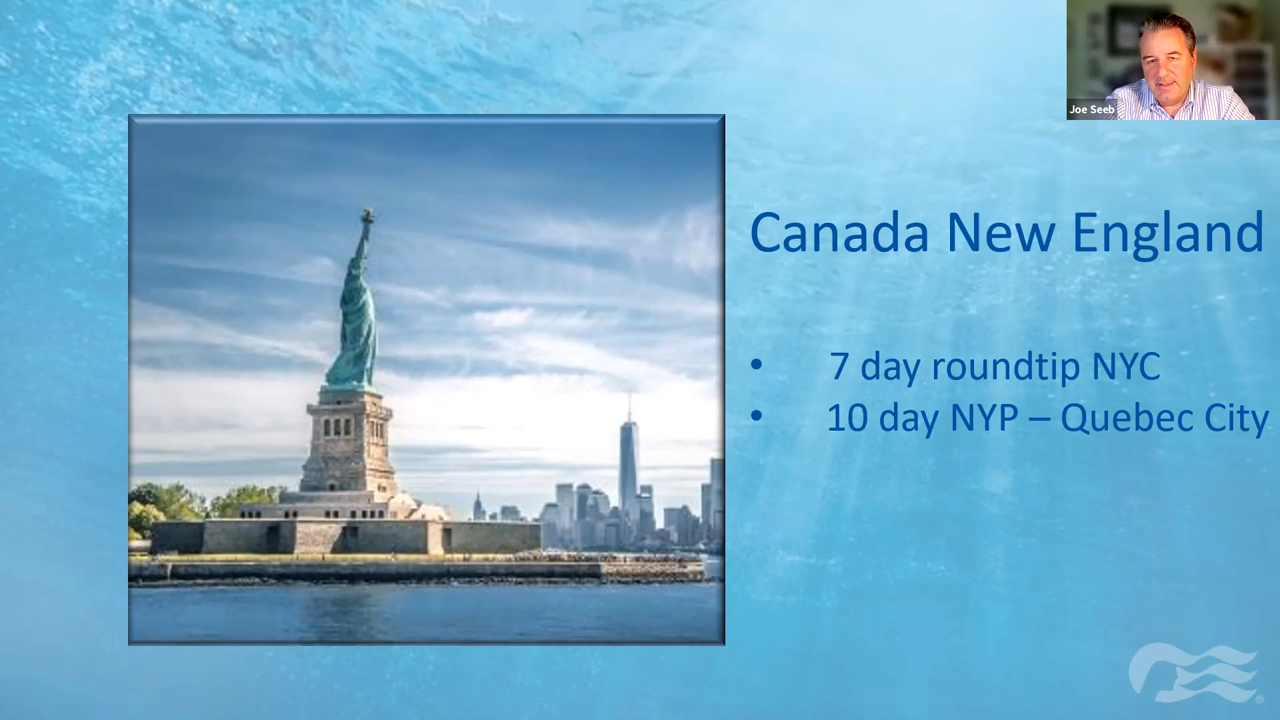 Joe Seeb
Canada New England
• 7 day roundtip NYC
• 10 day NYP – Quebec City
®